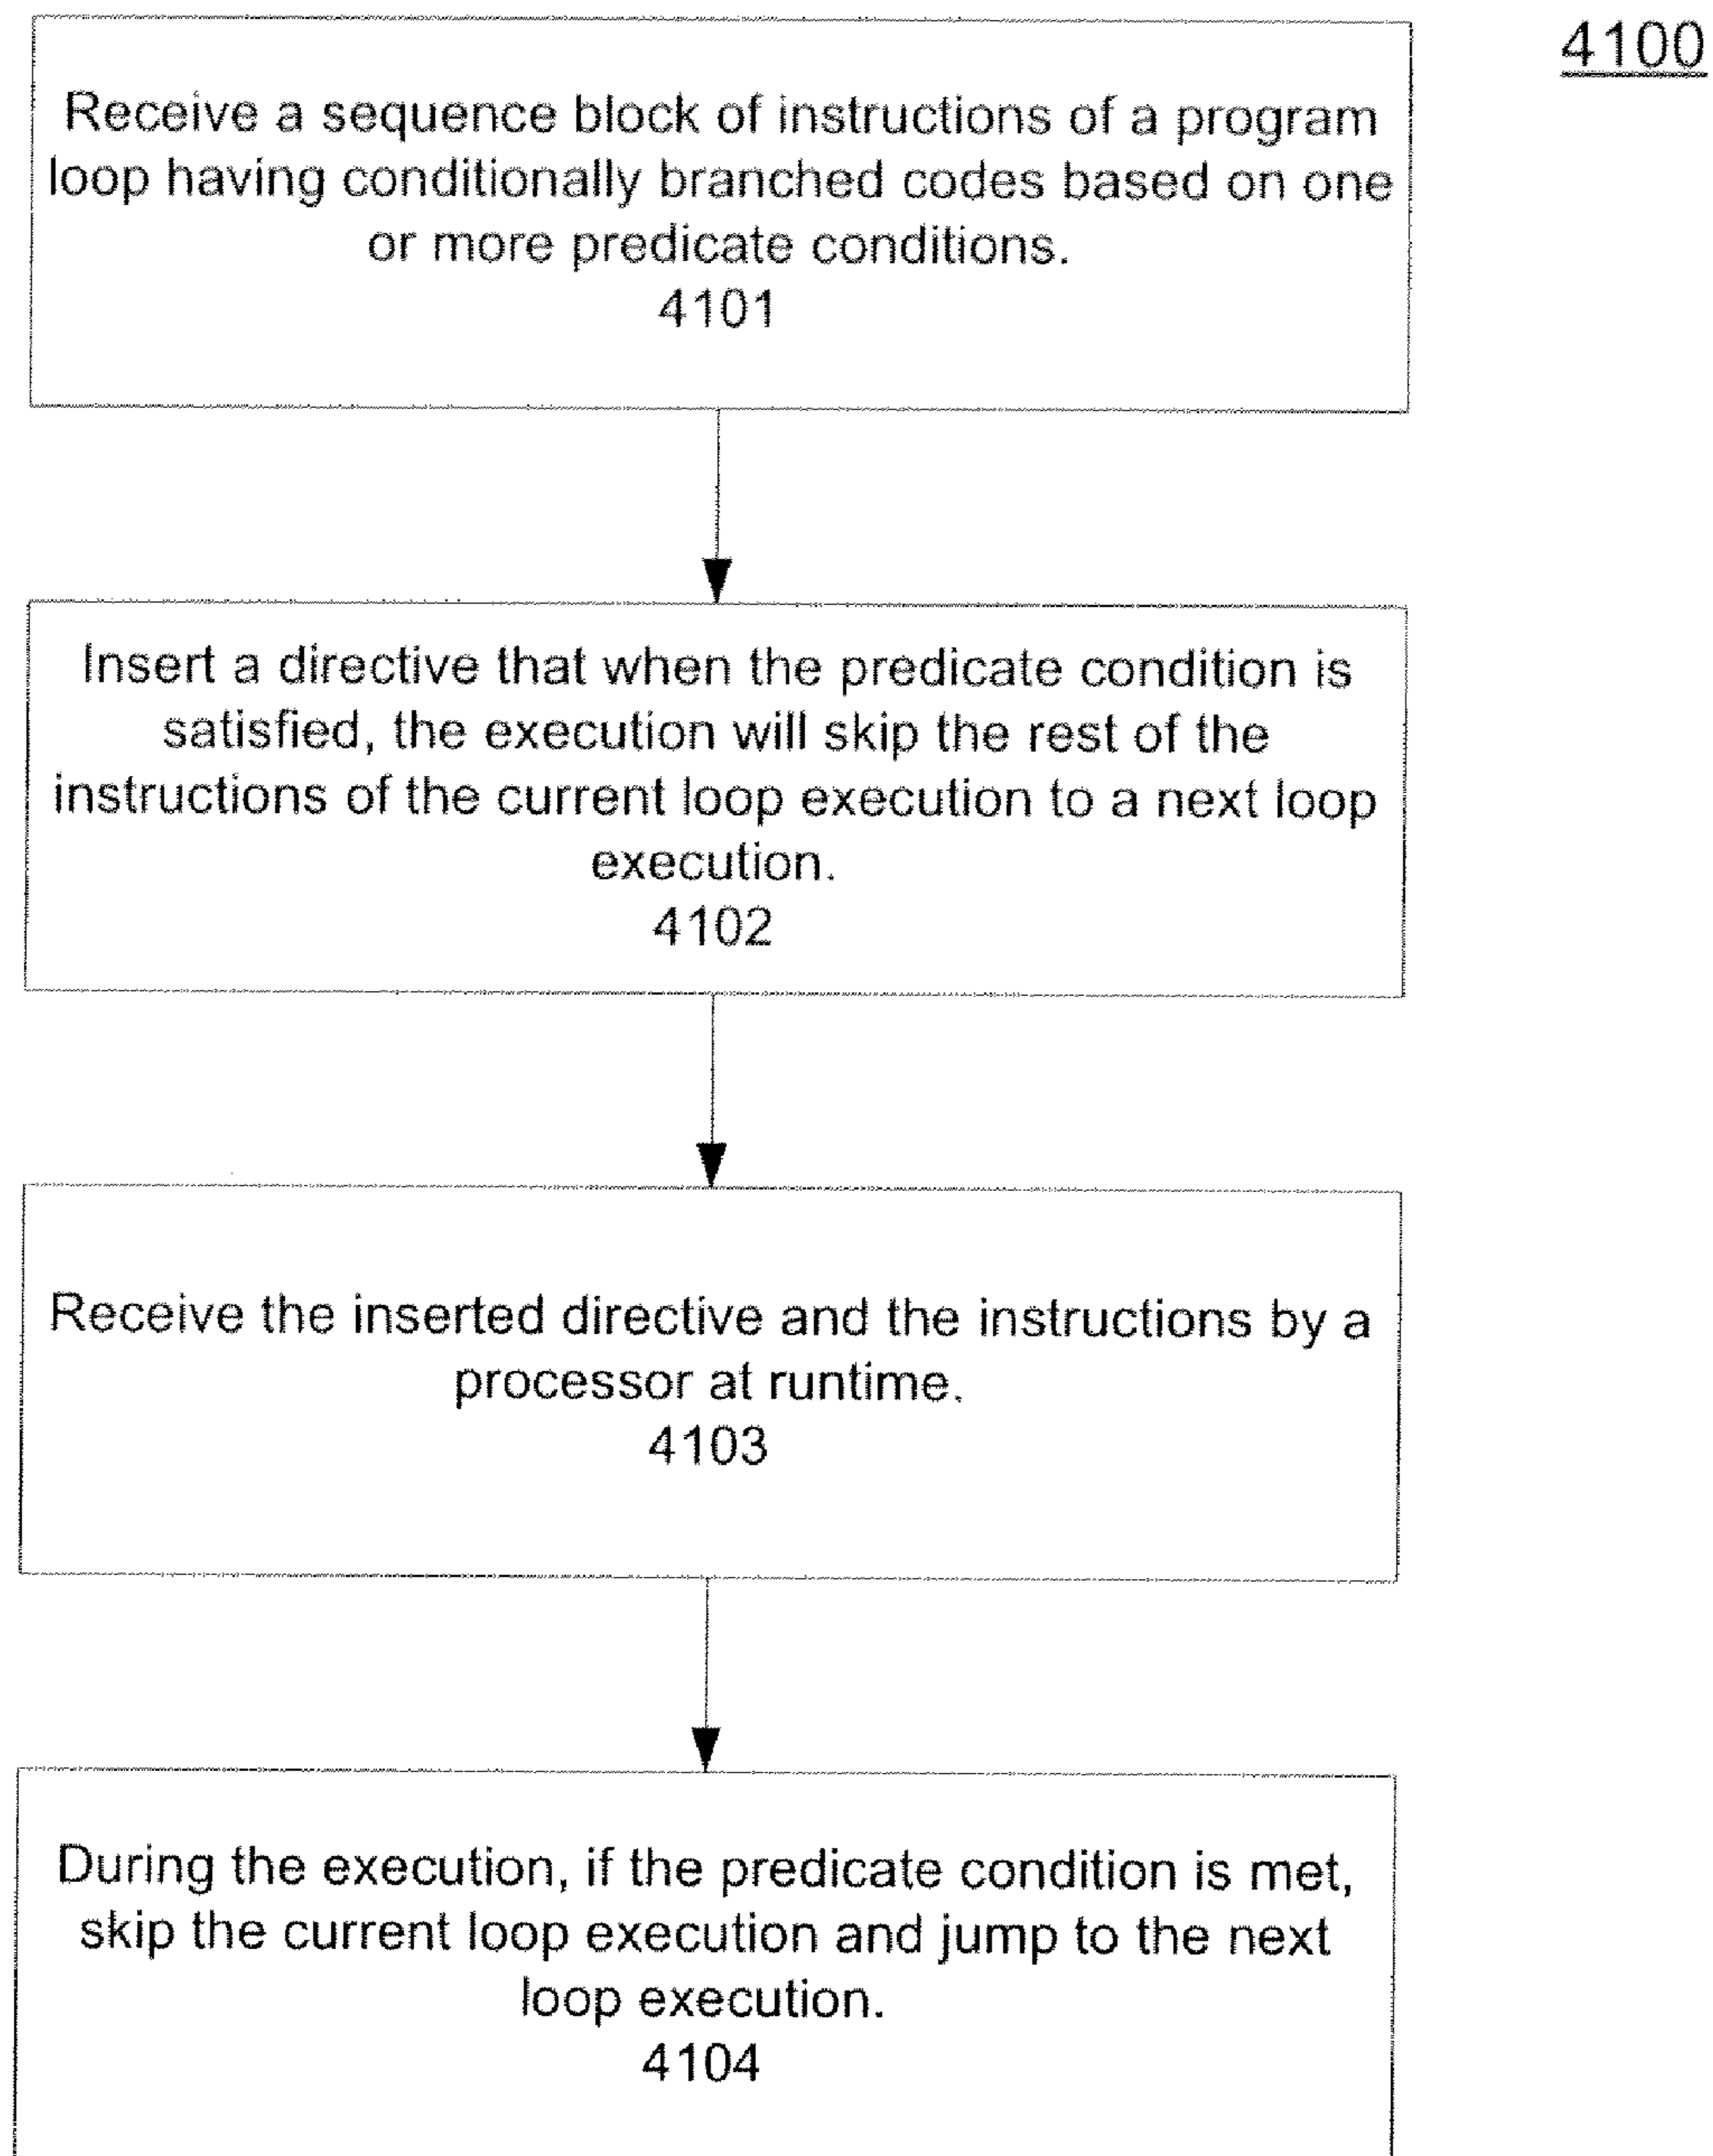 4100
Receive a sequence block of instructions of a program
loop having conditionally branched codes based on one
or more predicate conditions.
4101
Insert a directive that when the predicate condition is
satisfied, the execution will skip the rest of the
instructions of the current loop execution to a next loop
execution.
4102
Receive the inserted directive and the instructions by a
processor at runtime.
4103
During the execution, if the predicate condition is met,
skip the current loop execution and jump to the next
loop execution.
4104